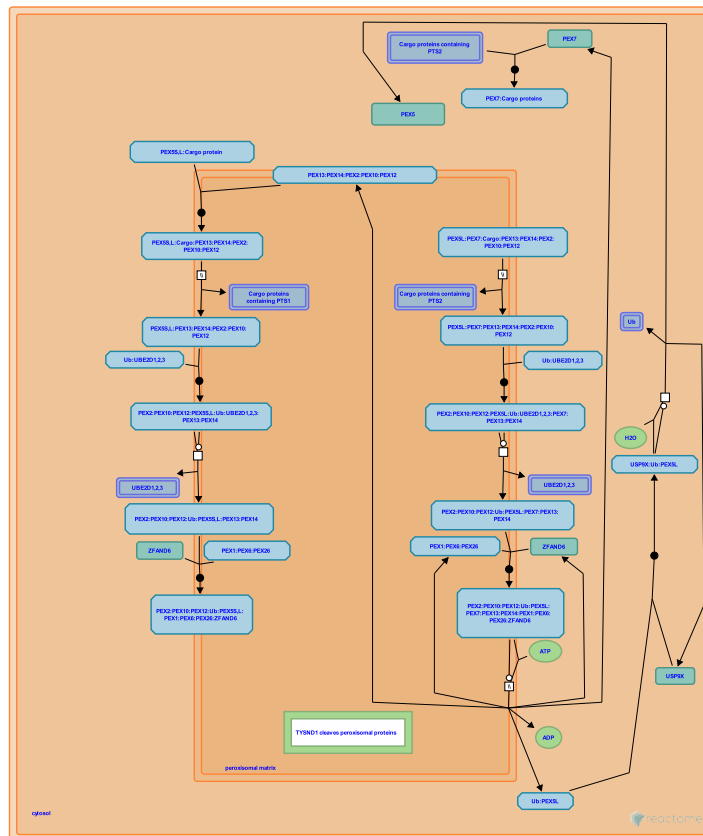 Cargo proteins containing
PTS2
PEX7
PEX7:Cargo proteins
PEX5
PEX5S,L:Cargo protein
PEX13:PEX14:PEX2:PEX10:PEX12
PEX5S,L:Cargo:PEX13:PEX14:PEX2:
PEX10:PEX12
PEX5L:PEX7:Cargo:PEX13:PEX14:PEX2:
PEX10:PEX12
Cargo proteins
containing PTS1
Cargo proteins containing
PTS2
PEX5S,L:PEX13:PEX14:PEX2:PEX10:
PEX12
PEX5L:PEX7:PEX13:PEX14:PEX2:PEX10:
PEX12
Ub
Ub:UBE2D1,2,3
Ub:UBE2D1,2,3
PEX2:PEX10:PEX12:PEX5S,L:Ub:UBE2D1,2,3:
PEX13:PEX14
PEX2:PEX10:PEX12:PEX5L:Ub:UBE2D1,2,3:PEX7:
PEX13:PEX14
H2O
USP9X:Ub:PEX5L
UBE2D1,2,3
UBE2D1,2,3
PEX2:PEX10:PEX12:Ub:PEX5S,L:PEX13:PEX14
PEX2:PEX10:PEX12:Ub:PEX5L:PEX7:PEX13:
PEX14
ZFAND6
PEX1:PEX6:PEX26
PEX1:PEX6:PEX26
ZFAND6
PEX2:PEX10:PEX12:Ub:PEX5S,L:
PEX1:PEX6:PEX26:ZFAND6
PEX2:PEX10:PEX12:Ub:PEX5L:
PEX7:PEX13:PEX14:PEX1:PEX6:
PEX26:ZFAND6
ATP
USP9X
TYSND1 cleaves peroxisomal proteins
ADP
peroxisomal matrix
Ub:PEX5L
cytosol
reactome